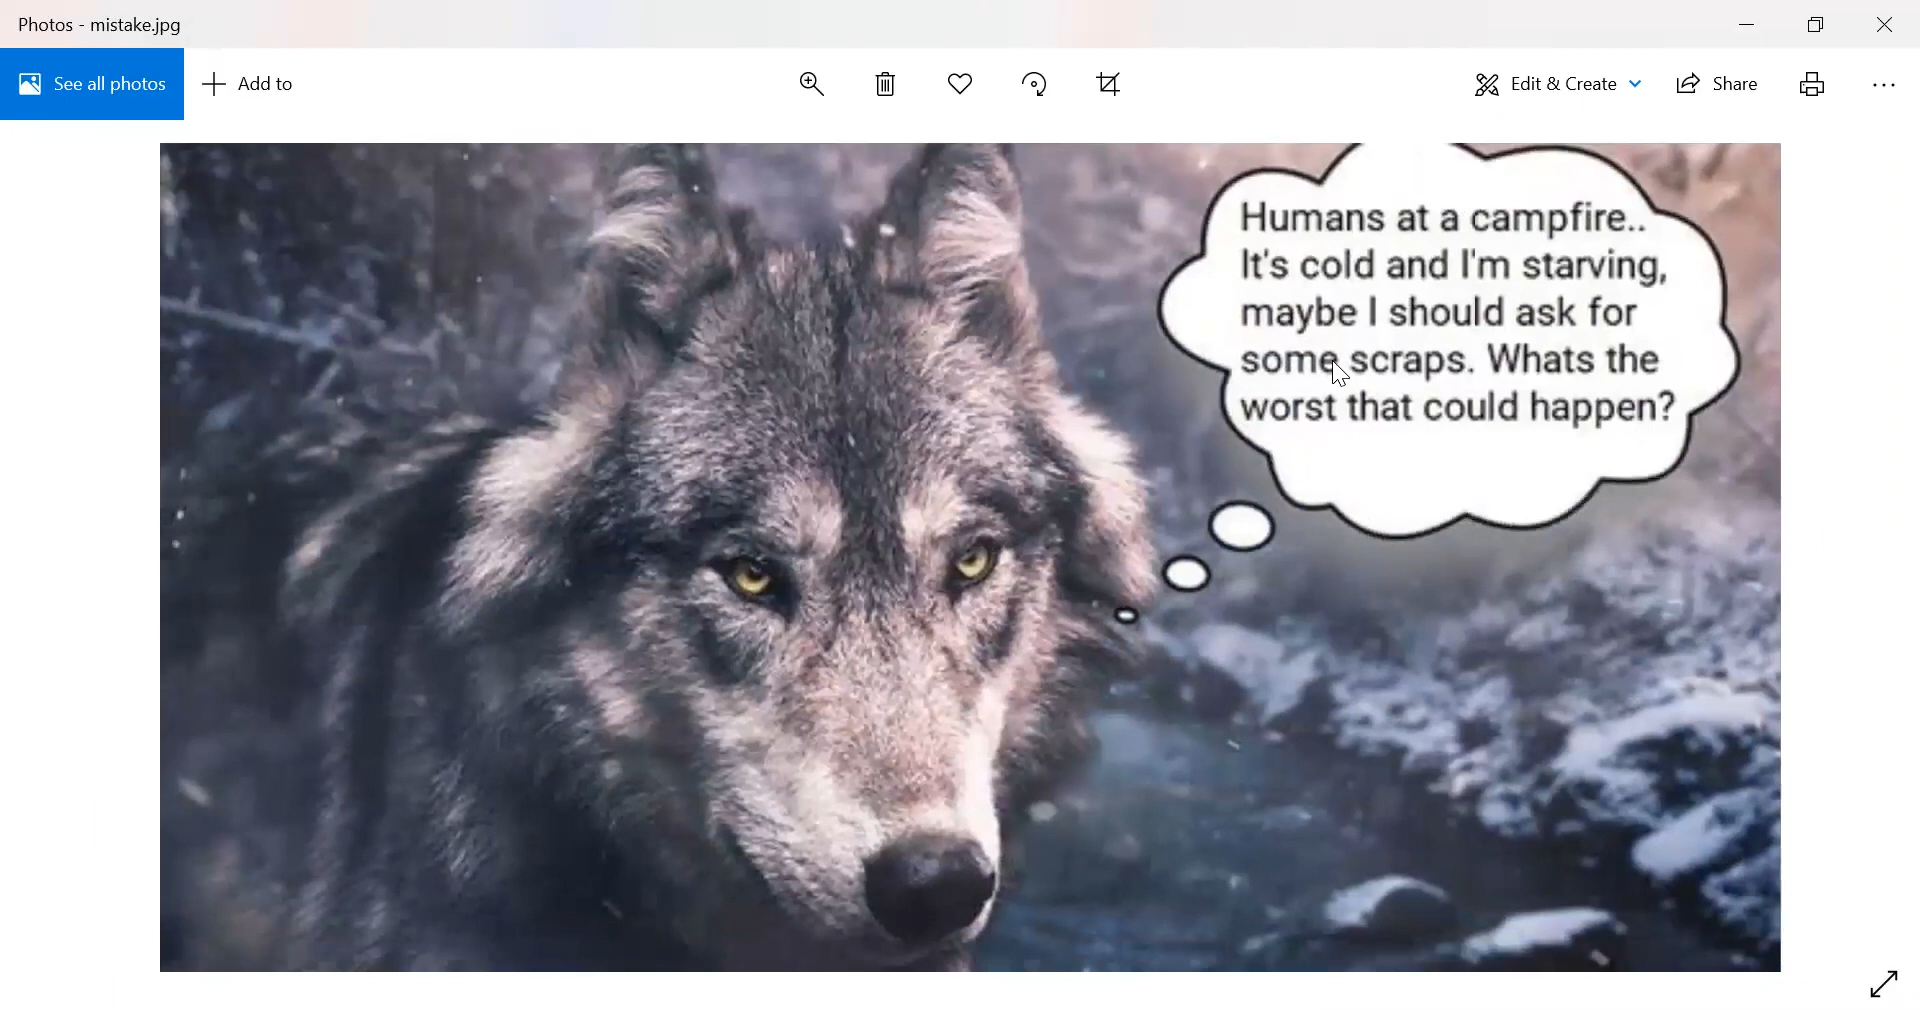 Photos - mistake.jpg
See all photos
Add to
Edit & Create
Share
Humans at a campfire..
It's cold and I'm starving,
maybe I should ask for
some scraps. Whats the
worst that could happen?